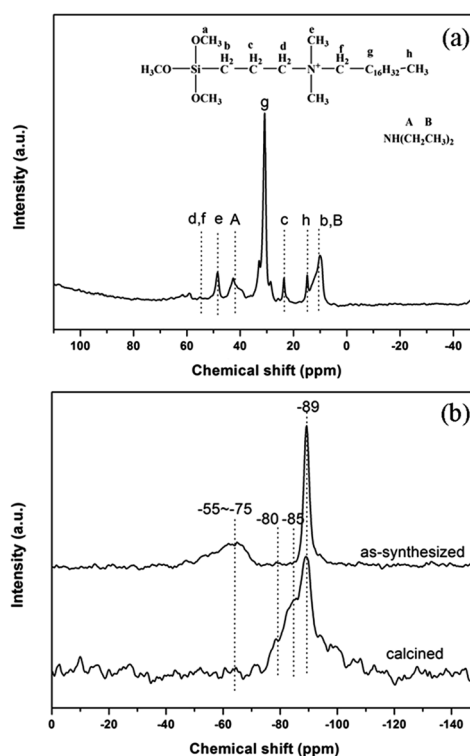 (a)
a
OCH3
e
CH3
b
H2
c
H2
d
H2
f
H2
g
h
H3CO—Si—C—C—C—N+—C—C16H32—CH3
OCH3
CH3
A B
NH(CH2CH3)2
g
d,f
e
A
c
h
b,B
Intensity (a.u.)
100 80 60 40 20 0 -20 -40
Chemical shift (ppm)
(b)
-89
-55~-75
-80
-85
as-synthesized
calcined
Intensity (a.u.)
0 -20 -40 -60 -80 -100 -120 -140
Chemical shift (ppm)